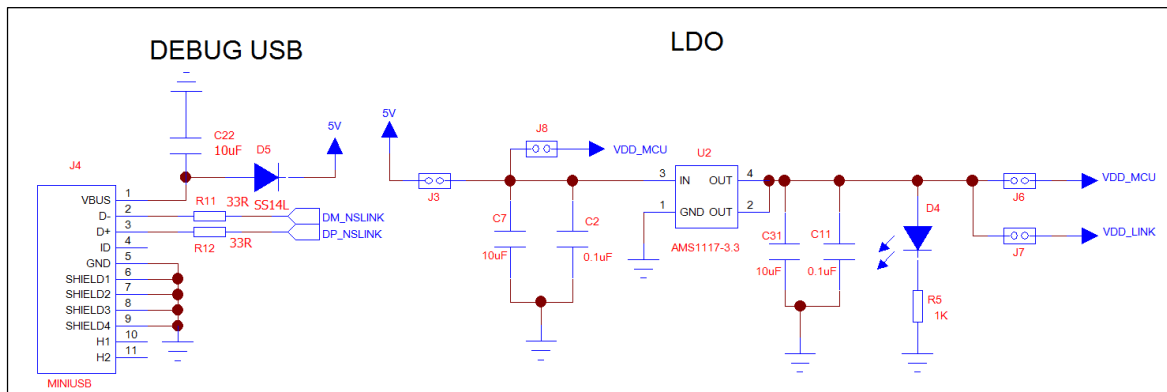 DEBUG USB
LDO
C22
10uF
D5
5V
SS14L
J4
VBUS
1
D-
2
D+
3
ID
4
GND
5
SHIELD1
6
SHIELD2
7
SHIELD3
8
SHIELD4
9
H1
10
H2
11
MINIUSB
R11
33R
R12
33R
DM_NSLINK
DP_NSLINK
5V
J3
J8
VDD_MCU
C7
10uF
C2
0.1uF
U2
3
IN
OUT
4
1
GND
OUT
2
AMS1117-3.3
C31
10uF
C11
0.1uF
D4
R5
1K
J6
VDD_MCU
J7
VDD_LINK